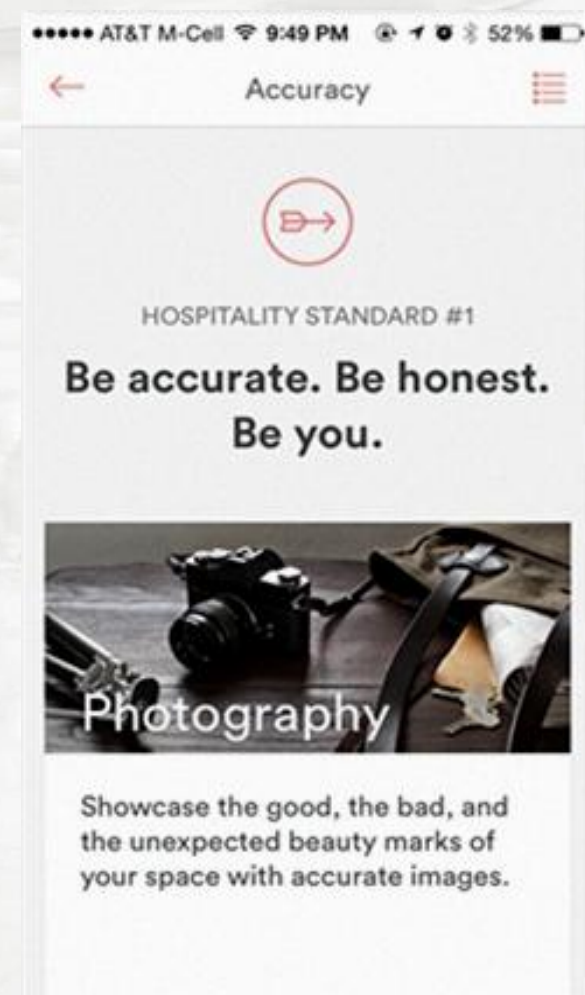 AT&T M-Cell 9:49 PM 52%
Accuracy
HOSPITALITY STANDARD #1
Be accurate. Be honest.
Be you.
Photography
Showcase the good, the bad, and
the unexpected beauty marks of
your space with accurate images.